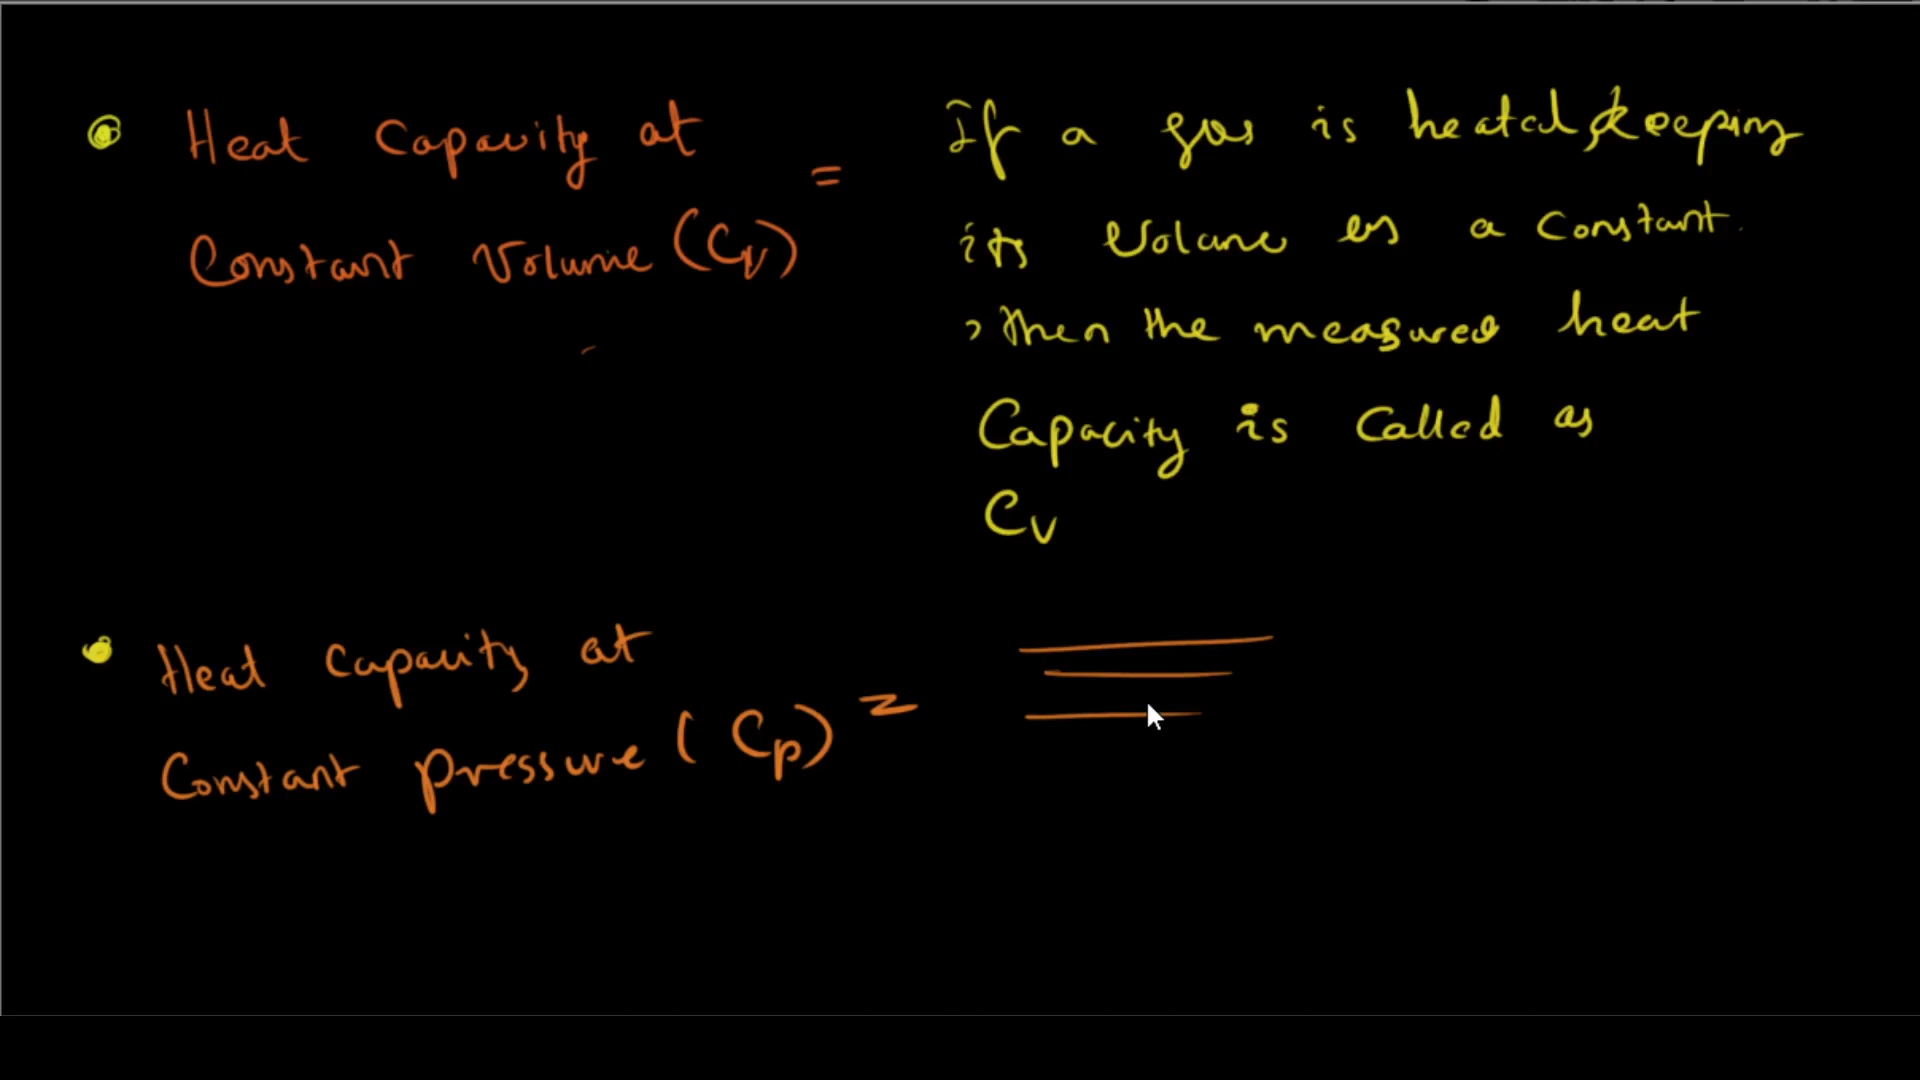 Heat Capacity at
Constant Volume (Cv) =
If a gas is heated, keeping
its Volume as a Constant.
, then the measured heat
Capacity is called as
Cv
Heat Capacity at
Constant pressure (Cp) =